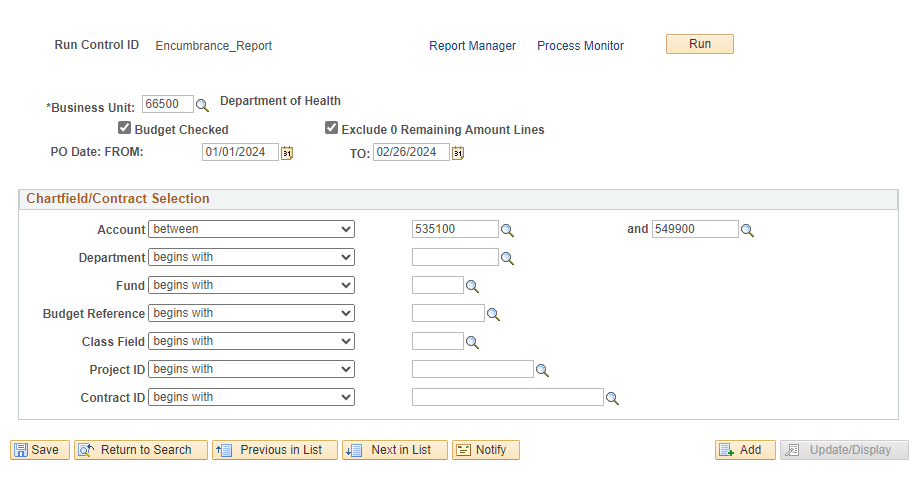 Run Control ID Encumbrance_Report Report Manager Process Monitor Run
*Business Unit: 66500 Department of Health
Budget Checked Exclude 0 Remaining Amount Lines
PO Date: FROM: 01/01/2024 TO: 02/26/2024
Chartfield/Contract Selection
Account between 535100 and 549900
Department begins with
Fund begins with
Budget Reference begins with
Class Field begins with
Project ID begins with
Contract ID begins with
Save Return to Search Previous in List Next in List Notify Add Update/Display